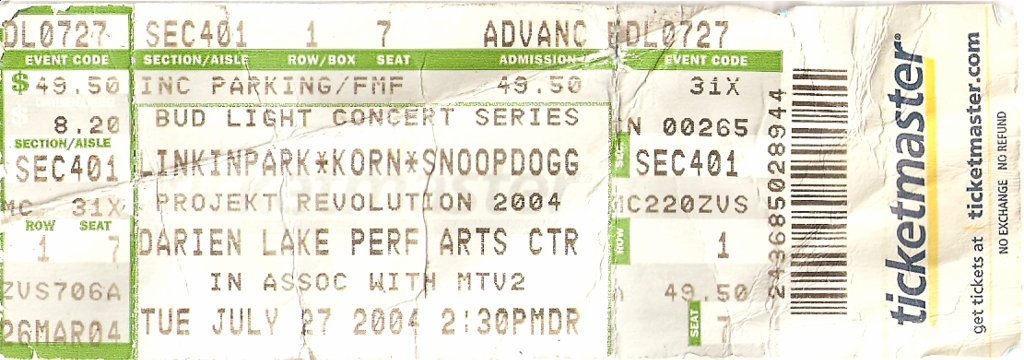 DL0727 SEC401 1 7 ADVANC EDL0727
EVENT CODE SECTION/AISLE ROW/BOX SEAT ADMISSION EVENT CODE
$ 49.50 INC PARKING/FMF 49.50 31X
8.20 BUD LIGHT CONCERT SERIES CN 00265
SECTION/AISLE
SEC401 LINKINPARK*KORN*SNOOPDOGG SEC401
MC 31X PROJEKT REVOLUTION 2004 MC220ZVS
ROW SEAT
1 7 DARIEN LAKE PERF ARTS CTR ROW 1
ZVS706A IN ASSOC WITH MTV2 A 49.50
26MAR04 TUE JULY 27 2004 2:30PMDR SEAT 7
2436850028944
ticketmaster
get tickets at ticketmaster.com
NO EXCHANGE NO REFUND